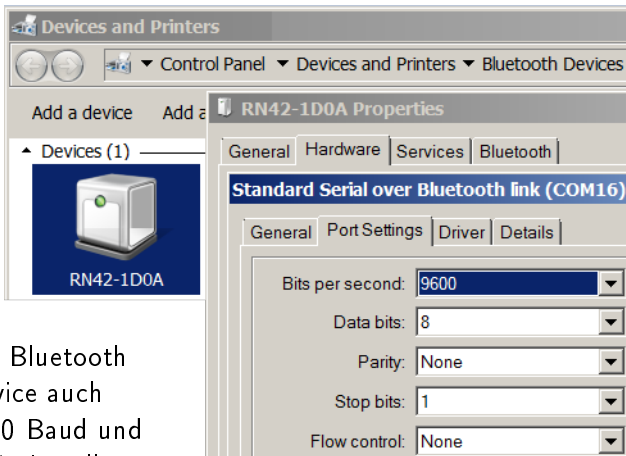 Devices and Printers
Control Panel Devices and Printers Bluetooth Devices
Add a device Add a
Devices (1)
RN42-1D0A
RN42-1D0A Properties
General Hardware Services Bluetooth
Standard Serial over Bluetooth link (COM16)
General Port Settings Driver Details
Bits per second: 9600
Data bits: 8
Parity: None
Stop bits: 1
Flow control: None
Bluetooth
vice auch
0 Baud und